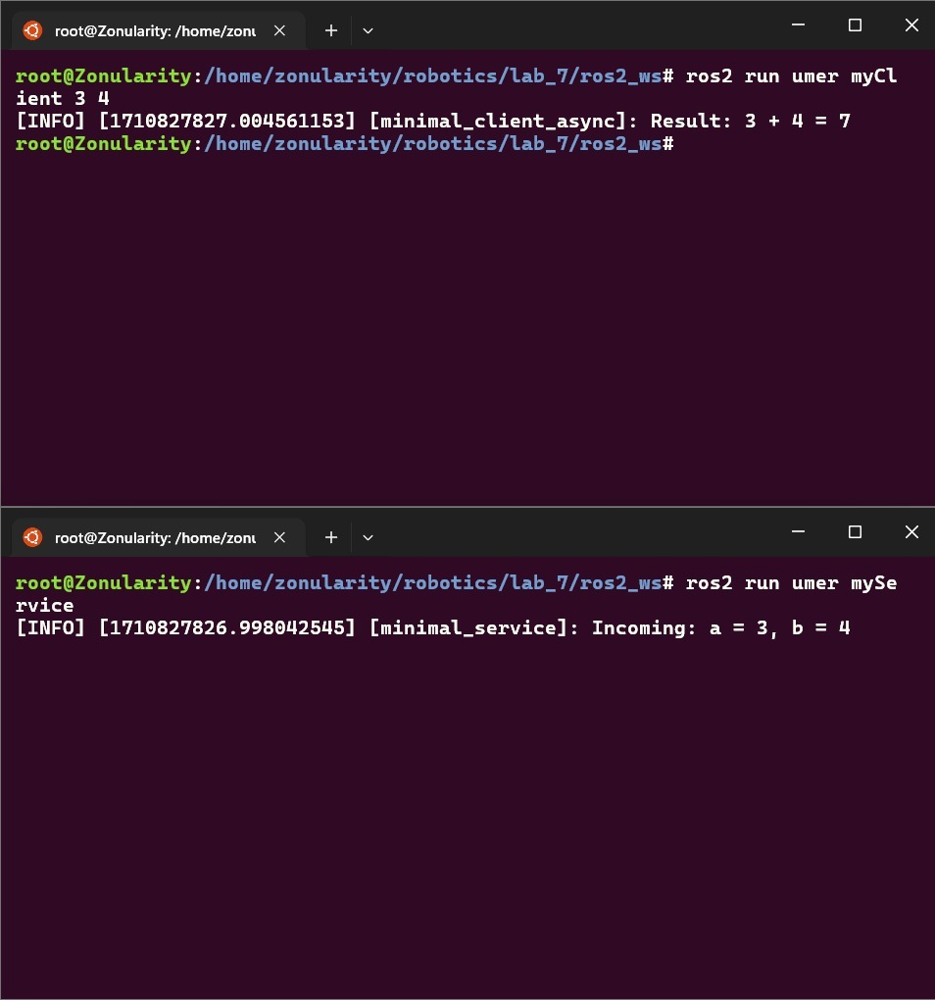 root@Zonularity: /home/zonu
root@Zonularity:/home/zonularity/robotics/lab_7/ros2_ws# ros2 run umer myCl
ient 3 4
[INFO] [1710827827.004561153] [minimal_client_async]: Result: 3 + 4 = 7
root@Zonularity:/home/zonularity/robotics/lab_7/ros2_ws#
root@Zonularity: /home/zonu
root@Zonularity:/home/zonularity/robotics/lab_7/ros2_ws# ros2 run umer mySe
rvice
[INFO] [1710827826.998042545] [minimal_service]: Incoming: a = 3, b = 4